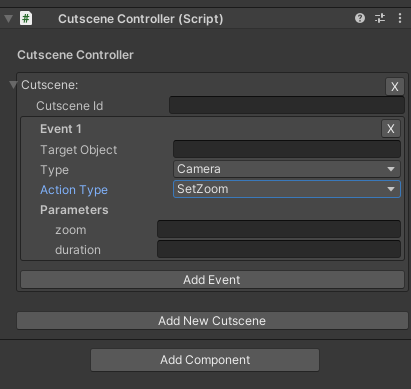 # Cutscene Controller (Script)
Cutscene Controller
Cutscene: X
Cutscene Id
Event 1 X
Target Object
Type Camera
Action Type SetZoom
Parameters
zoom
duration
Add Event
Add New Cutscene
Add Component